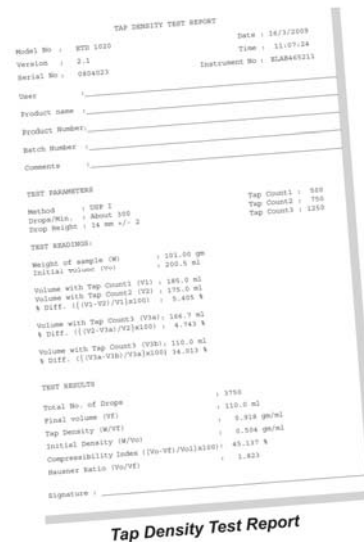 TAP DENSITY TEST REPORT
Model No : ETD 1020
Date : 16/3/2009
Version : 2.1
Time : 11:07:24
Serial No : 0804023
Instrument No : ELAB465211
User :
Product name :
Product Number:
Batch Number :
Comments :
TEST PARAMETERS
Method : USP I
Tap Count1 : 500
Drops/Min. : About 300
Tap Count2 : 750
Drop Height : 14 mm +/- 2
Tap Count3 : 1250
TEST READINGS:
Weight of sample (W) : 101.00 gm
Initial Volume (Vo) : 200.5 ml
Volume with Tap Count1 (V1) : 185.0 ml
Volume with Tap Count2 (V2) : 175.0 ml
% Diff. ([(V1-V2)/V1]x100) : 5.405 %
Volume with Tap Count3 (V3a): 166.7 ml
% Diff. ([(V2-V3a)/V2]x100) : 4.743 %
Volume with Tap Count3 (V3b): 110.0 ml
% Diff. ([(V3a-V3b)/V3a]x100) 34.013 %
TEST RESULTS
Total No. of Drops : 3750
Final volume (Vf) : 110.0 ml
Tap Density (W/Vf) : 0.918 gm/ml
Initial Density (W/Vo) : 0.504 gm/ml
Compressibility Index ([Vo-Vf)/Vo]x100): 45.137 %
Hausner Ratio (Vo/Vf) : 1.823
Signature :
Tap Density Test Report